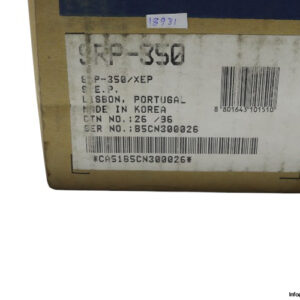 18931
SRP-350
SRP-350/XEP
S.E.P.
LISBON, PORTUGAL
MADE IN KOREA
CTN NO.:26 /36
SER NO.:B5CN300026
8 801643 101510
*CA51B5CN300026*